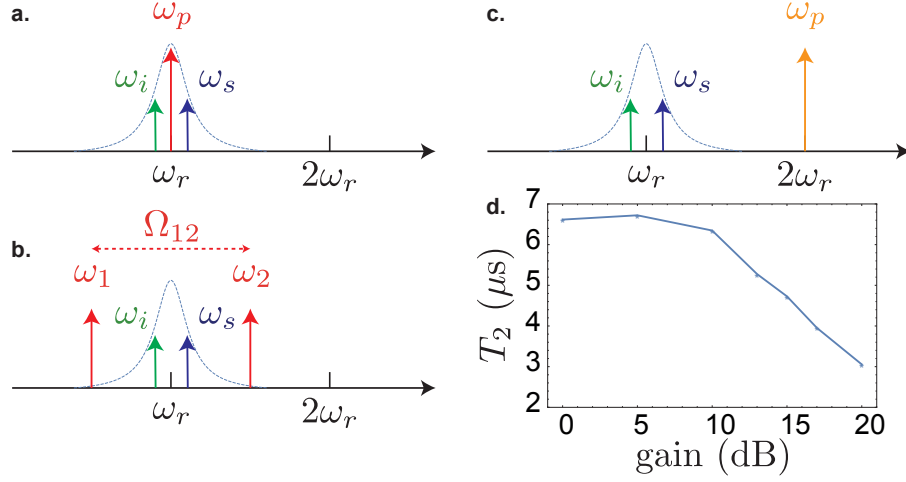 a.
ω_p
ω_i
ω_s
ω_r
2ω_r
b.
Ω_12
ω_1
ω_2
ω_i
ω_s
ω_r
2ω_r
c.
ω_p
ω_i
ω_s
ω_r
2ω_r
d.
7
6
5
4
3
2
T_2 (μs)
0 5 10 15 20
gain (dB)